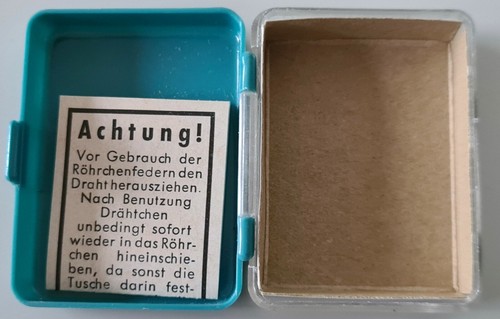 Achtung!
Vor Gebrauch der
Röhrchenfedern den
Draht herausziehen.
Nach Benutzung
Drähtchen
unbedingt sofort
wieder in das Röhr-
chen hineinschie-
ben, da sonst die
Tusche darin fest-